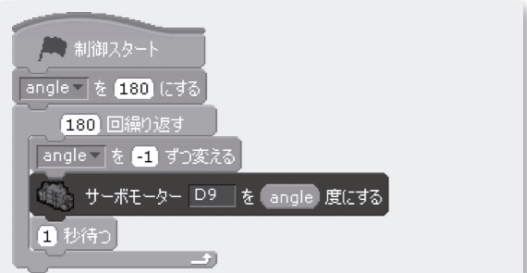 制御スタート
angle を 180 にする
180 回繰り返す
angle を -1 ずつ変える
サーボモーター D9 を angle 度にする
1 秒待つ